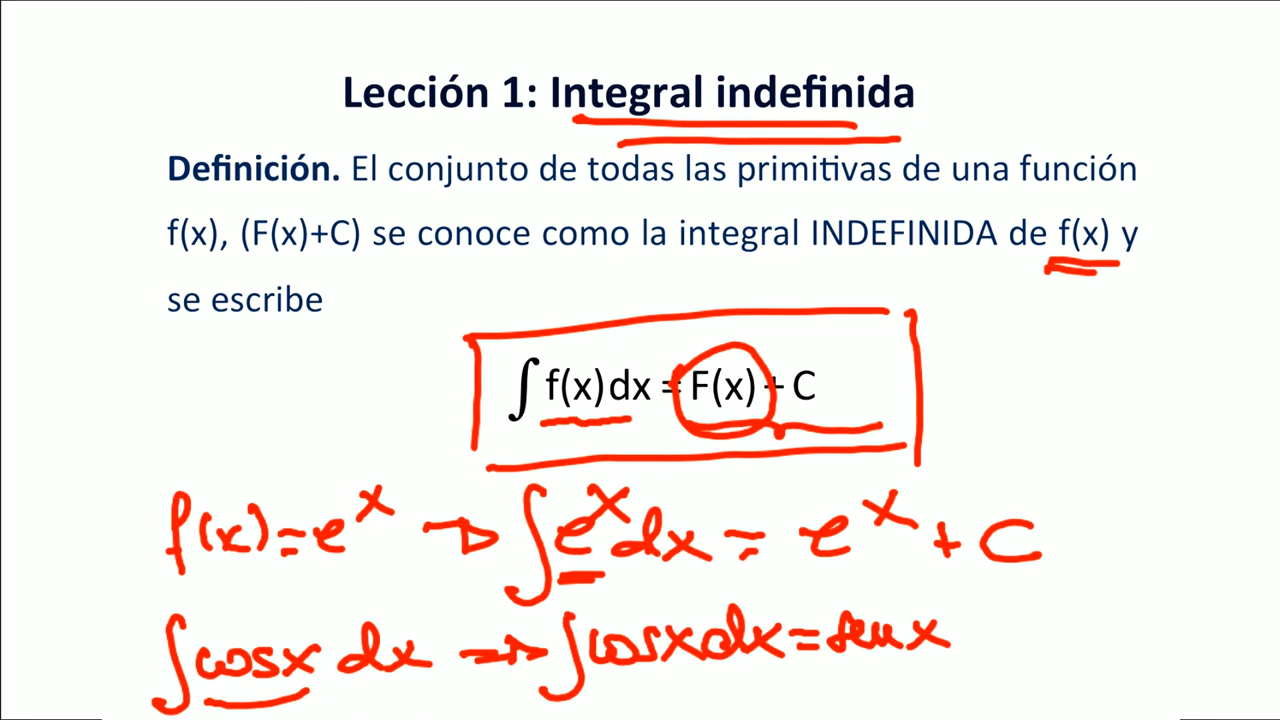 Lección 1: Integral indefinida
Definición. El conjunto de todas las primitivas de una función
f(x), (F(x)+C) se conoce como la integral INDEFINIDA de f(x) y
se escribe
∫ f(x)dx = F(x) + C
f(x)=e^x ⇒ ∫e^x dx = e^x + C
∫cosx dx → ∫cosx dx = sen x